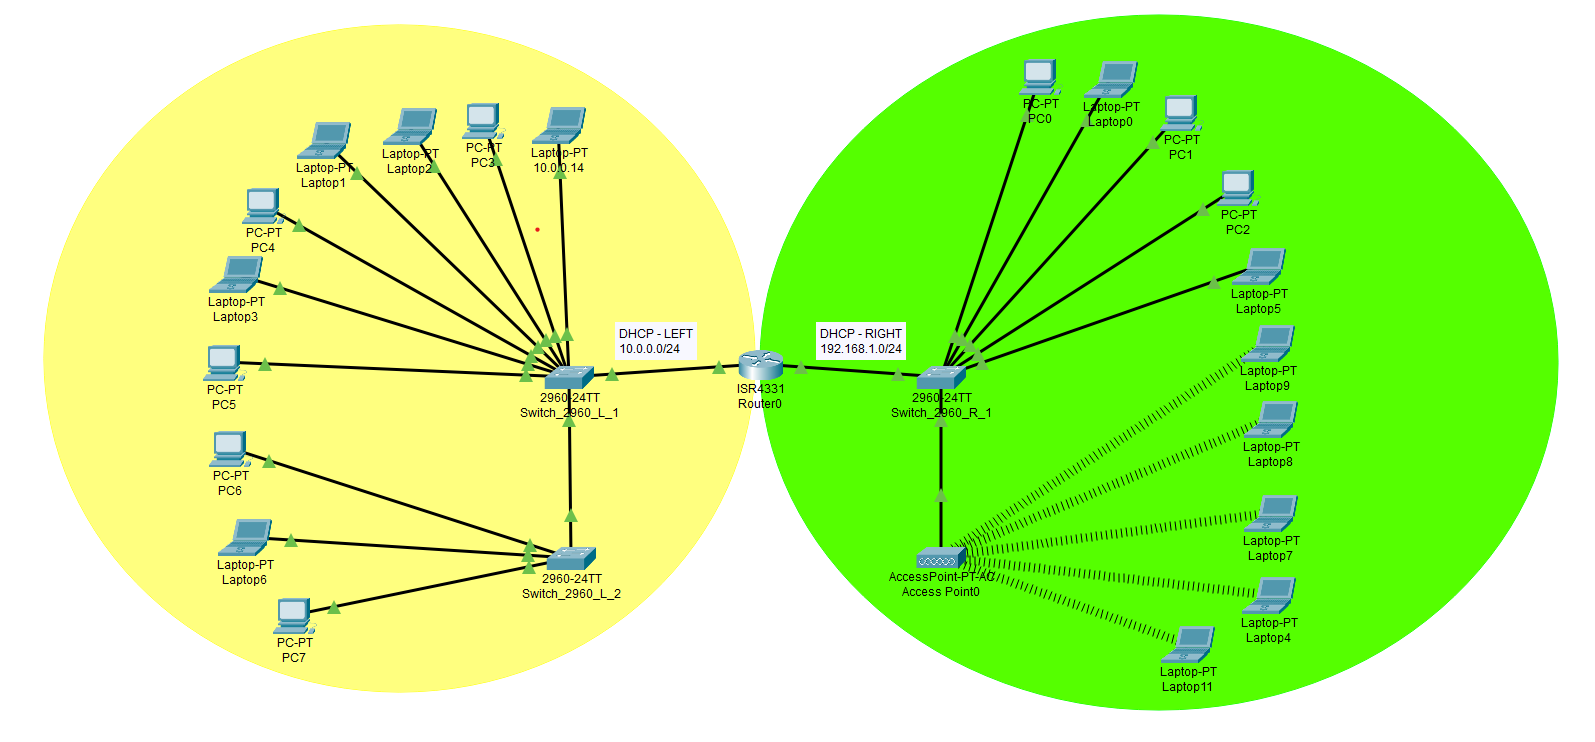 Laptop-PT
Laptop1
Laptop-PT
Laptop2
PC-PT
PC3
Laptop-PT
10.0.0.14
PC-PT
PC4
Laptop-PT
Laptop3
PC-PT
PC5
PC-PT
PC6
Laptop-PT
Laptop6
PC-PT
PC7
2960-24TT
Switch_2960_L_1
2960-24TT
Switch_2960_L_2
DHCP - LEFT
10.0.0.0/24
ISR4331
Router0
DHCP - RIGHT
192.168.1.0/24
2960-24TT
Switch_2960_R_1
AccessPoint-PT-AC
Access Point0
PC-PT
PC0
Laptop-PT
Laptop0
PC-PT
PC1
PC-PT
PC2
Laptop-PT
Laptop5
Laptop-PT
Laptop9
Laptop-PT
Laptop8
Laptop-PT
Laptop7
Laptop-PT
Laptop4
Laptop-PT
Laptop11